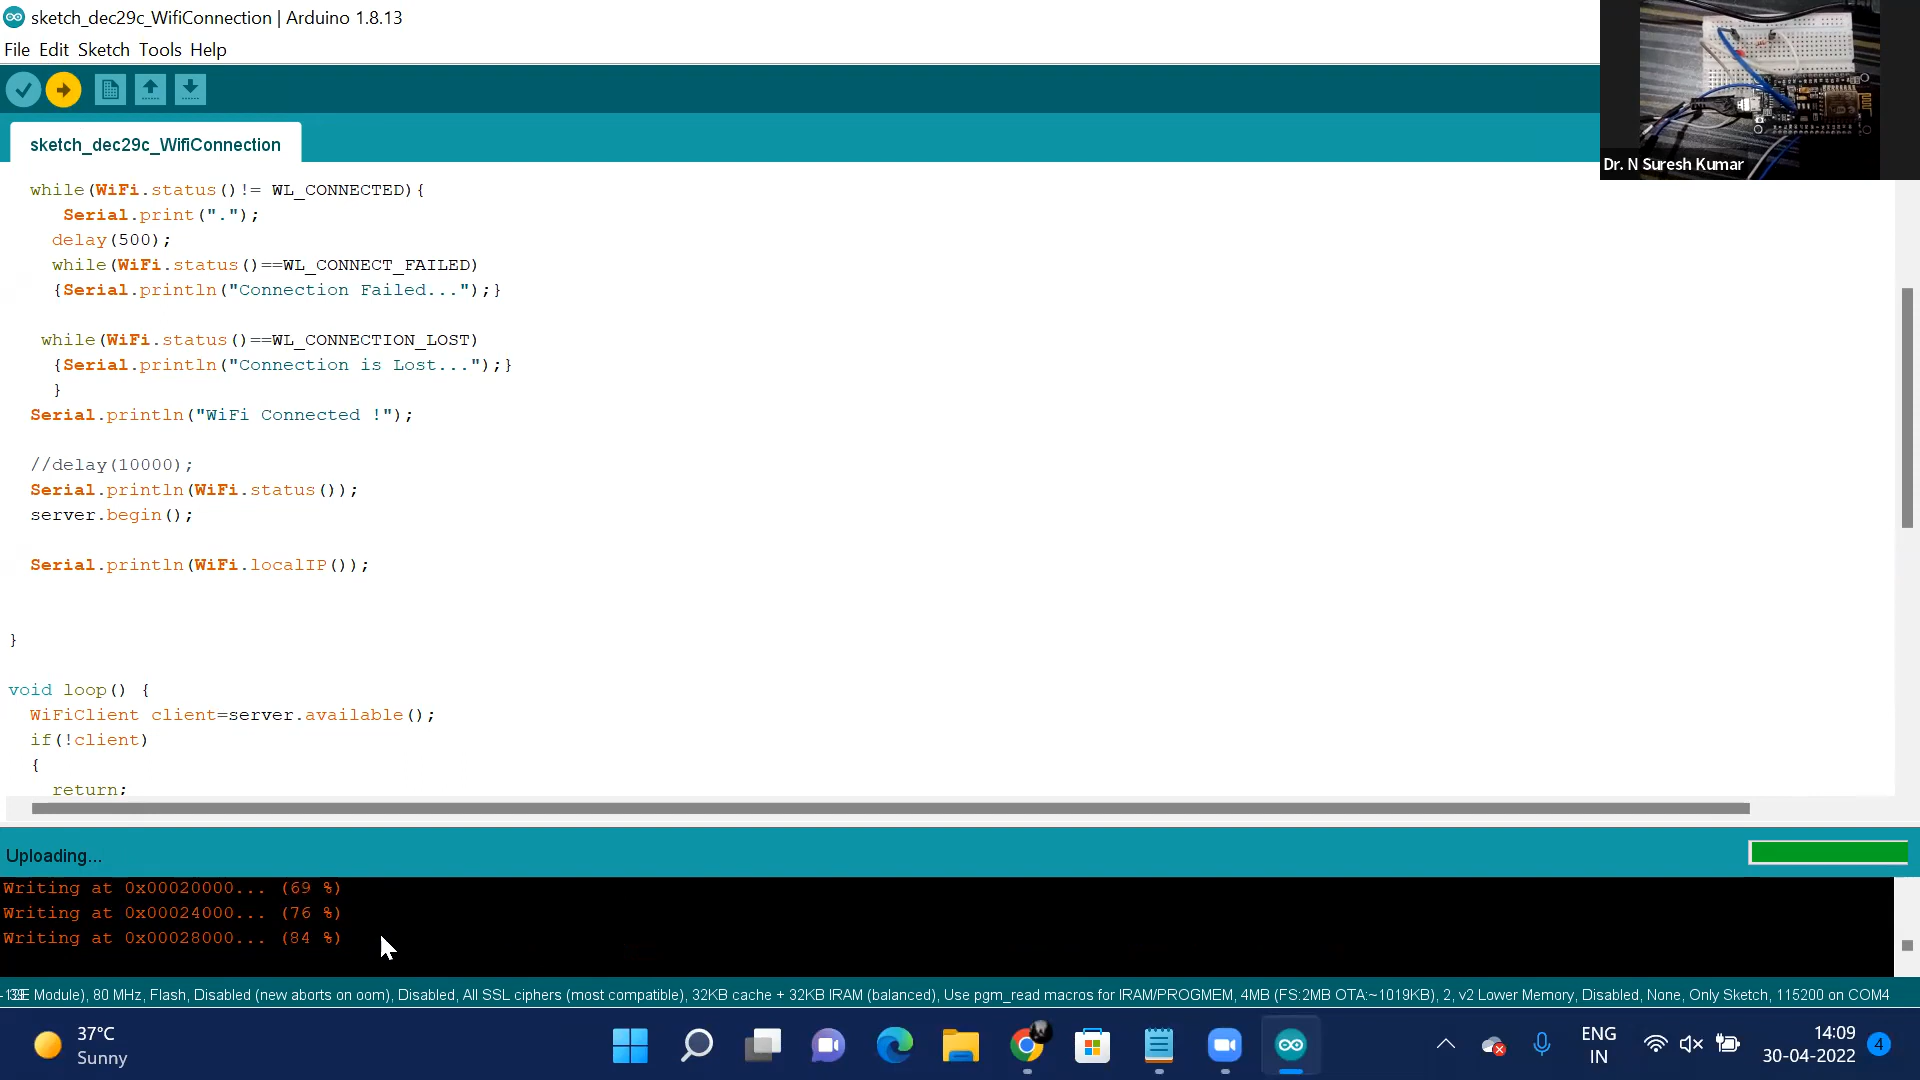 sketch_dec29c_WifiConnection | Arduino 1.8.13
File Edit Sketch Tools Help
sketch_dec29c_WifiConnection
Dr. N Suresh Kumar
while(WiFi.status()!= WL_CONNECTED){
Serial.print(".");
delay(500);
while(WiFi.status()==WL_CONNECT_FAILED)
{Serial.println("Connection Failed...");}
while(WiFi.status()==WL_CONNECTION_LOST)
{Serial.println("Connection is Lost...");}
}
Serial.println("WiFi Connected !");
//delay(10000);
Serial.println(WiFi.status());
server.begin();
Serial.println(WiFi.localIP());
}
void loop() {
WiFiClient client=server.available();
if(!client)
{
return;
Uploading...
Writing at 0x00020000... (69 %)
Writing at 0x00024000... (76 %)
Writing at 0x00028000... (84 %)
E Module), 80 MHz, Flash, Disabled (new aborts on oom), Disabled, All SSL ciphers (most compatible), 32KB cache + 32KB IRAM (balanced), Use pgm_read macros for IRAM/PROGMEM, 4MB (FS:2MB OTA:~1019KB), 2, v2 Lower Memory, Disabled, None, Only Sketch, 115200 on COM4
37°C
Sunny
ENG
IN
14:09
30-04-2022
4